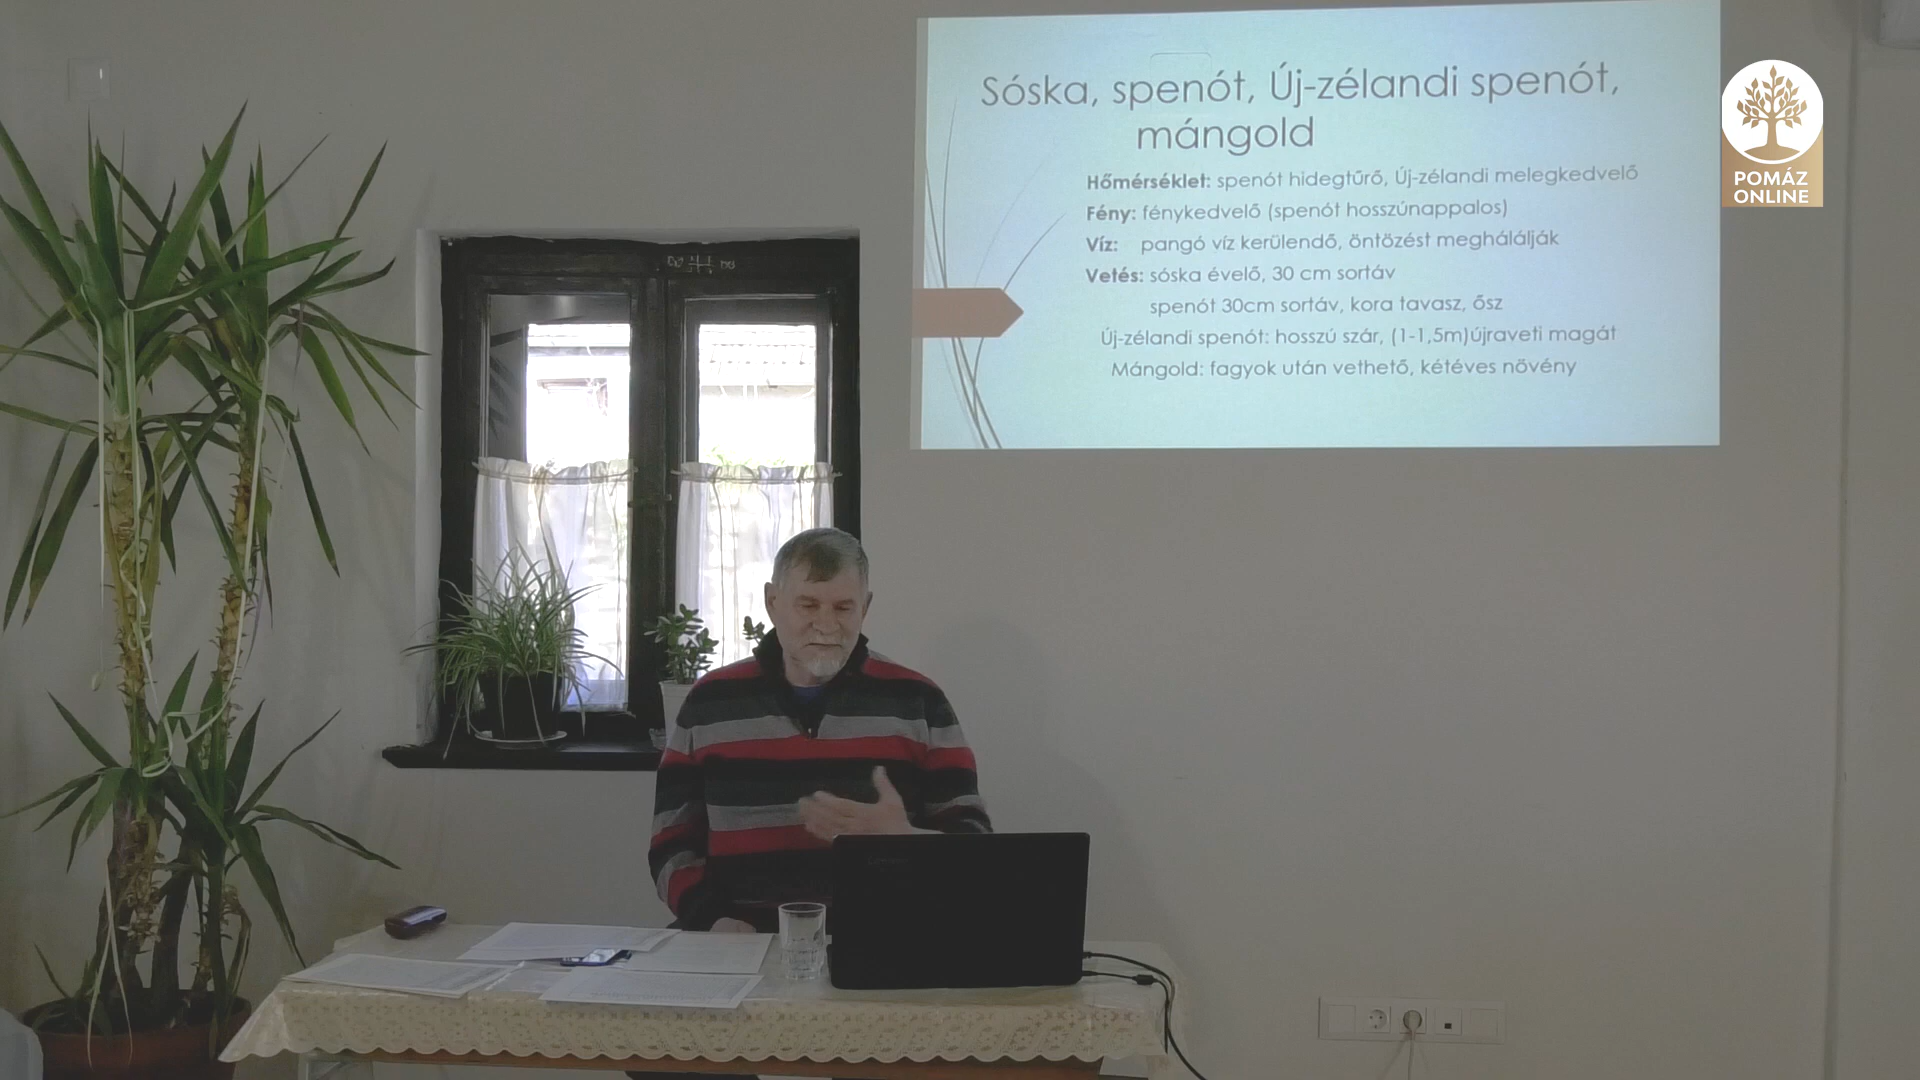 Sóska, spenót, Új-zélandi spenót,
mángold
Hőmérséklet: spenót hidegtűrő, Új-zélandi melegkedvelő
Fény: fénykedvelő (spenót hosszúnappalos)
Víz: pangó víz kerülendő, öntözést meghálálják
Vetés: sóska évelő, 30 cm sortáv
spenót 30cm sortáv, kora tavasz, ősz
Új-zélandi spenót: hosszú szár, (1-1,5m)újraveti magát
Mángold: fagyok után vethető, kétéves növény
POMÁZ
ONLINE